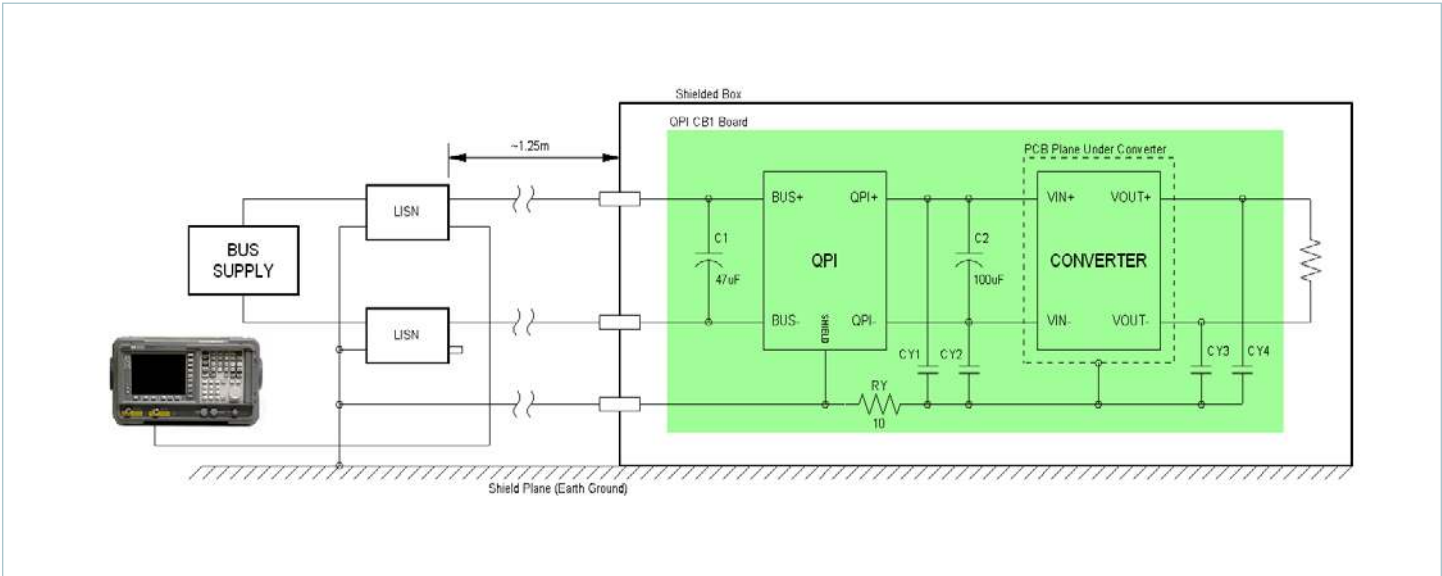 Shielded Box
QPI CB1 Board
~1.25m
PCB Plane Under Converter
LISN
BUS+
QPI+
VIN+
VOUT+
BUS
SUPPLY
C1
47uF
QPI
C2
100uF
CONVERTER
LISN
BUS-
SHIELD
QPI-
VIN-
VOUT-
CY1
CY2
CY3
CY4
RY
10
Shield Plane (Earth Ground)